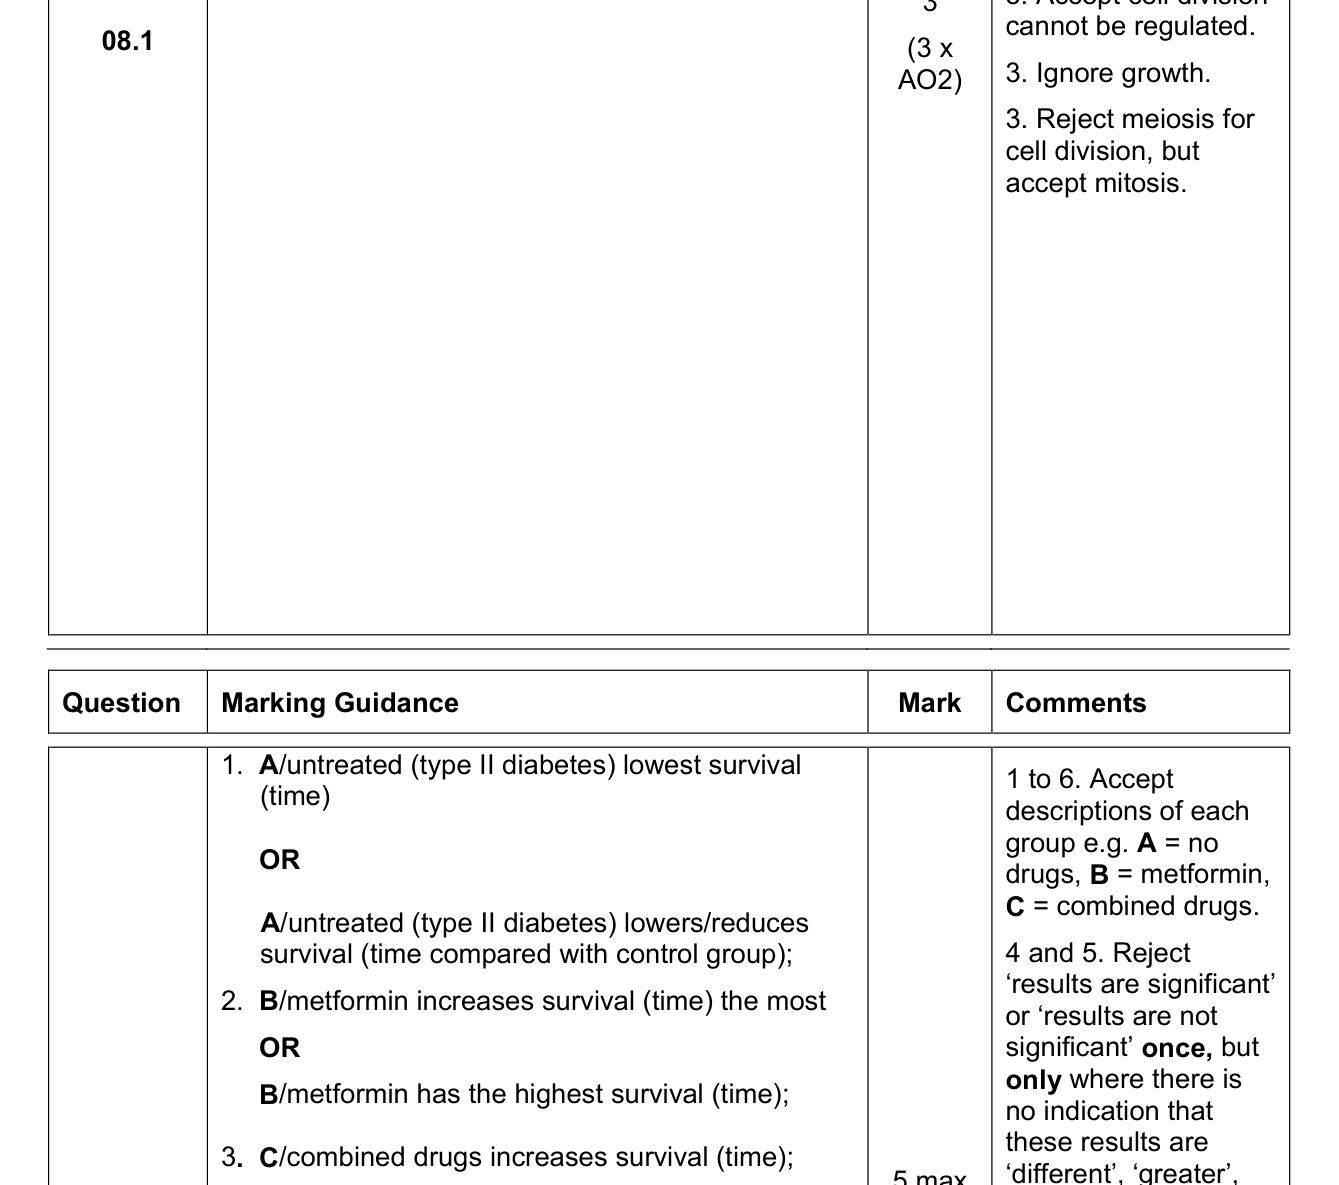 3
cannot be regulated.
08.1
(3 x
AO2)
3. Ignore growth.
3. Reject meiosis for
cell division, but
accept mitosis.
Question
Marking Guidance
Mark
Comments
1. A/untreated (type II diabetes) lowest survival
(time)
OR
A/untreated (type II diabetes) lowers/reduces
survival (time compared with control group);
2. B/metformin increases survival (time) the most
OR
B/metformin has the highest survival (time);
3. C/combined drugs increases survival (time);
5 max
1 to 6. Accept
descriptions of each
group e.g. A = no
drugs, B = metformin,
C = combined drugs.
4 and 5. Reject
‘results are significant’
or ‘results are not
significant’ once, but
only where there is
no indication that
these results are
‘different’, ‘greater’,